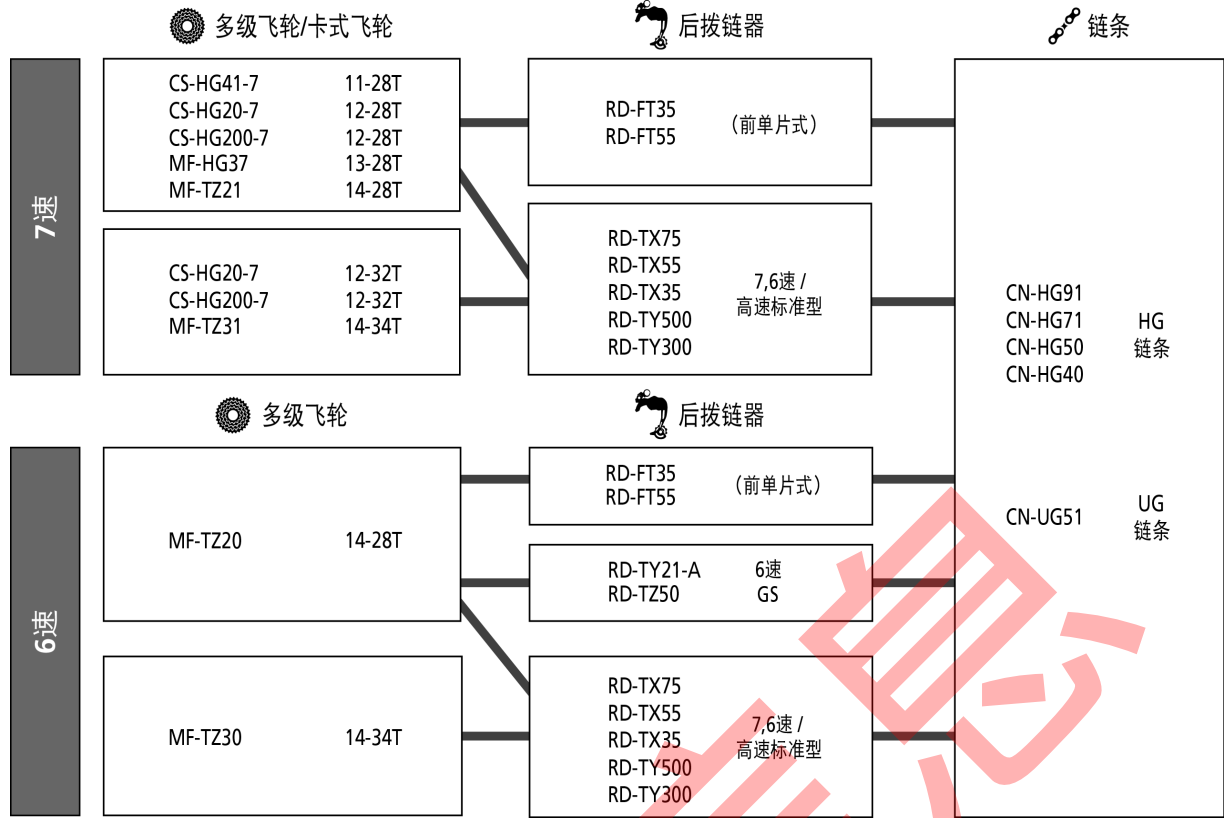 多级飞轮/卡式飞轮
后拨链器
链条
7速
CS-HG41-7 11-28T
CS-HG20-7 12-28T
CS-HG200-7 12-28T
MF-HG37 13-28T
MF-TZ21 14-28T
RD-FT35
RD-FT55
（前单片式）
CS-HG20-7 12-32T
CS-HG200-7 12-32T
MF-TZ31 14-34T
RD-TX75
RD-TX55
RD-TX35
RD-TY500
RD-TY300
7,6速 /
高速标准型
CN-HG91
CN-HG71
CN-HG50
CN-HG40
HG
链条
CN-UG51
UG
链条
多级飞轮
后拨链器
6速
MF-TZ20 14-28T
RD-FT35
RD-FT55
（前单片式）
RD-TY21-A 6速
RD-TZ50 GS
MF-TZ30 14-34T
RD-TX75
RD-TX55
RD-TX35
RD-TY500
RD-TY300
7,6速 /
高速标准型